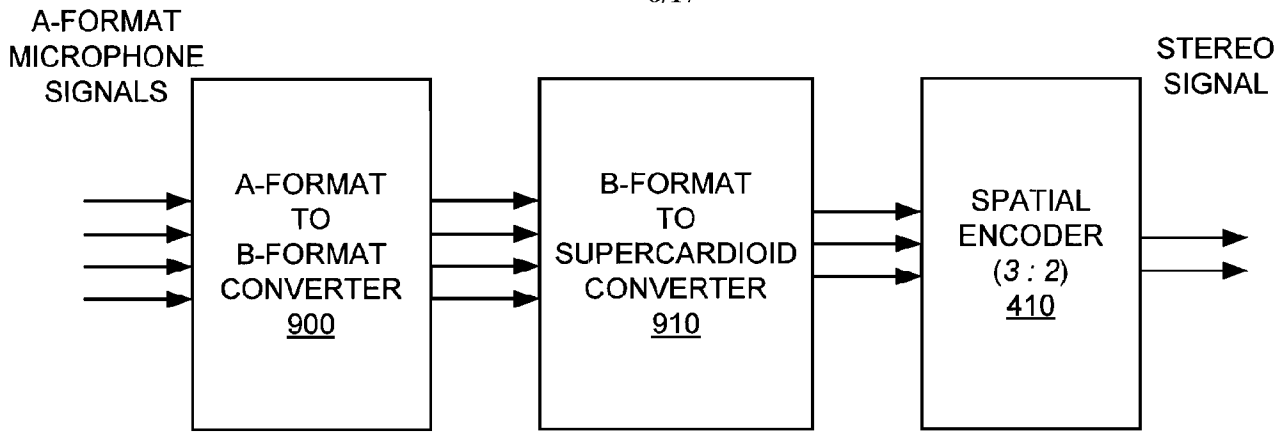 A-FORMAT
MICROPHONE
SIGNALS
A-FORMAT
TO
B-FORMAT
CONVERTER
900
B-FORMAT
TO
SUPERCARDIOID
CONVERTER
910
SPATIAL
ENCODER
(3 : 2)
410
STEREO
SIGNAL